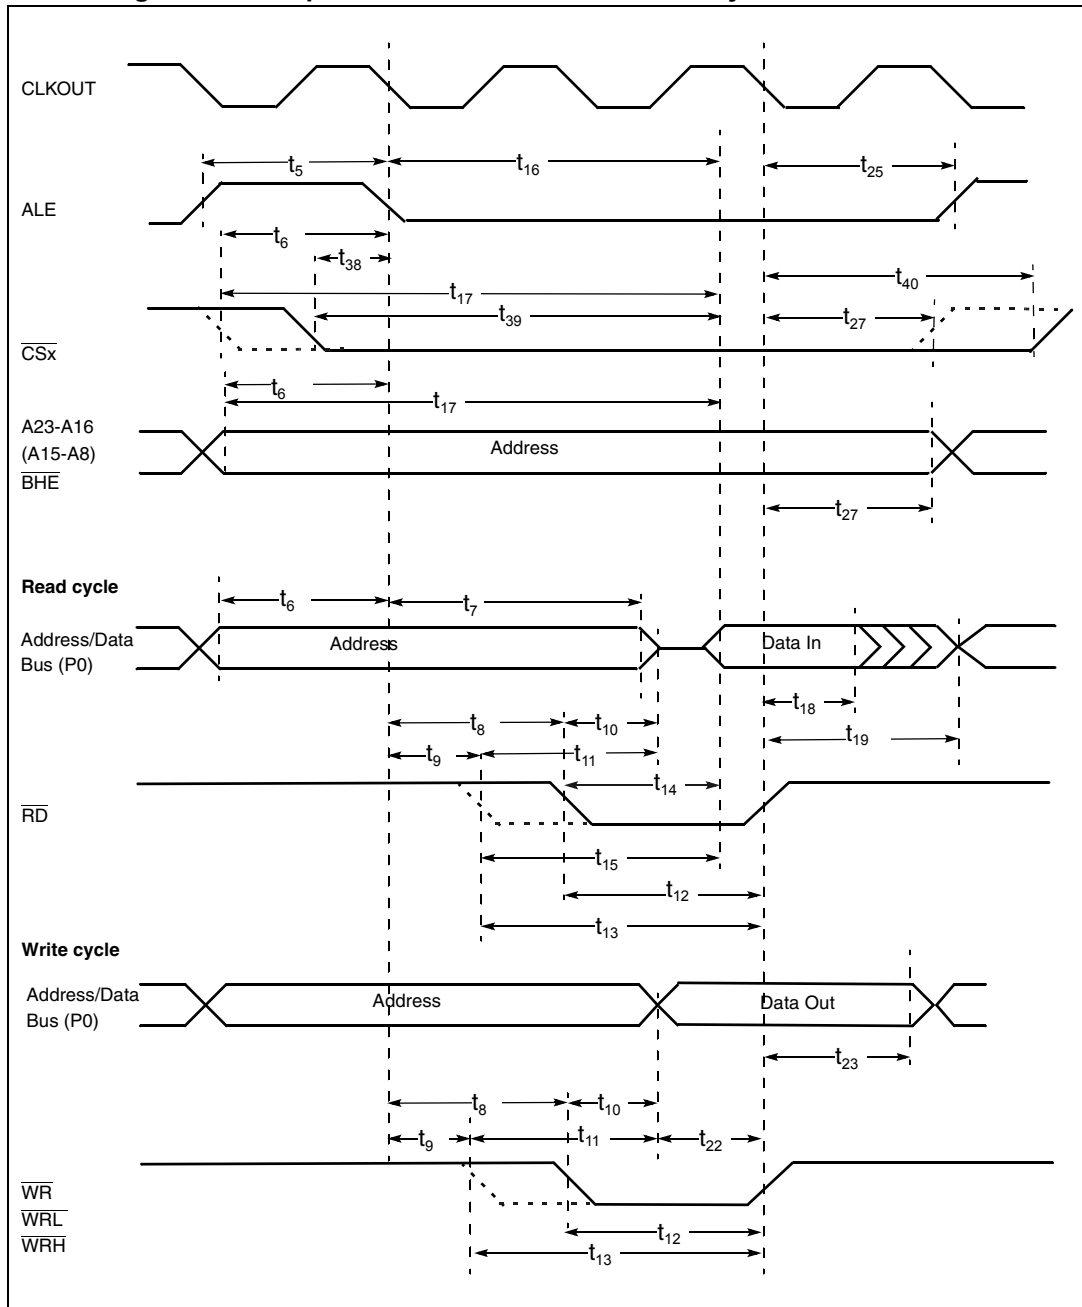 CLKOUT
t5
t16
t25
ALE
t6
t38
t40
t17
t39
t27
CSx
t6
t17
A23-A16
(A15-A8)
BHE
Address
t27
Read cycle
t6
t7
Address/Data
Bus (P0)
Address
Data In
t18
t8
t10
t19
t9
t11
t14
RD
t15
t12
t13
Write cycle
Address/Data
Bus (P0)
Address
Data Out
t23
t8
t10
t9
t11
t22
WR
WRL
WRH
t12
t13